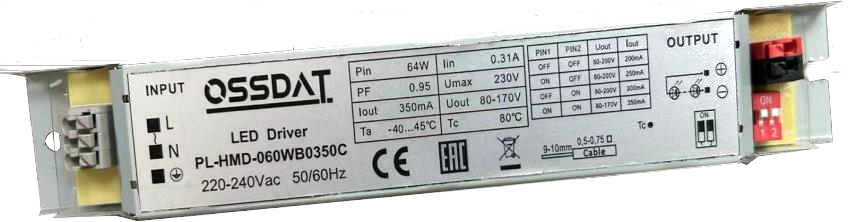 INPUT
L
N
OSSDAT
LED Driver
PL-HMD-060WB0350C
220-240Vac 50/60Hz
Pin 64W Iin 0.31A
PF 0.95 Umax 230V
Iout 350mA Uout 80-170V
Ta -40...45℃ Tc 80℃
CE EAC
PIN1 PIN2 Uout Iout
OFF OFF 80-200V 200mA
OFF ON 80-200V 250mA
ON OFF 80-200V 300mA
ON ON 80-170V 350mA
9-10mm 0,5-0,75
Cable
Tc
OUTPUT
+
-
ON
1 2
ON
1 2